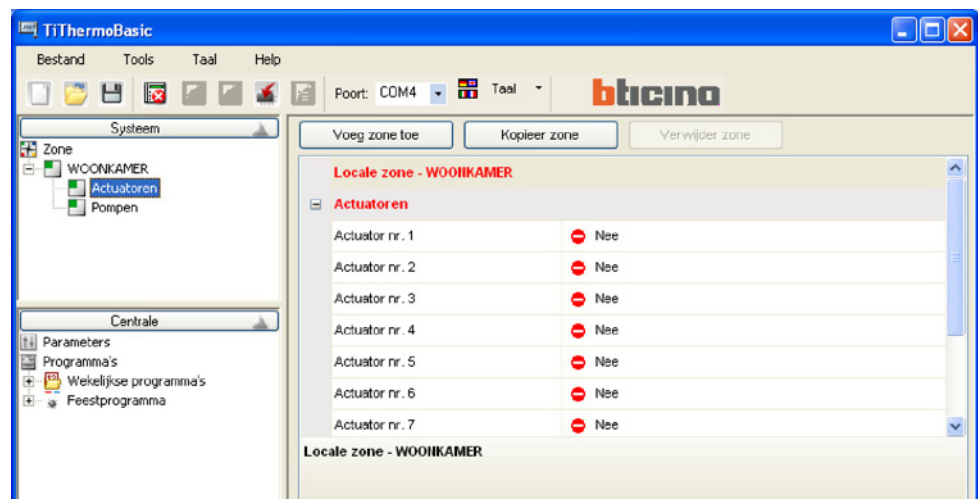 TiThermoBasic
Bestand Tools Taal Help
Poort: COM4 Taal bticino
Systeem
Zone
WOONKAMER
Actuatoren
Pompen
Centrale
Parameters
Programma's
Wekelijkse programma's
Feestprogramma
Voeg zone toe Kopieer zone Verwijder zone
Locale zone - WOONKAMER
Actuatoren
Actuator nr. 1 Nee
Actuator nr. 2 Nee
Actuator nr. 3 Nee
Actuator nr. 4 Nee
Actuator nr. 5 Nee
Actuator nr. 6 Nee
Actuator nr. 7 Nee
Locale zone - WOONKAMER